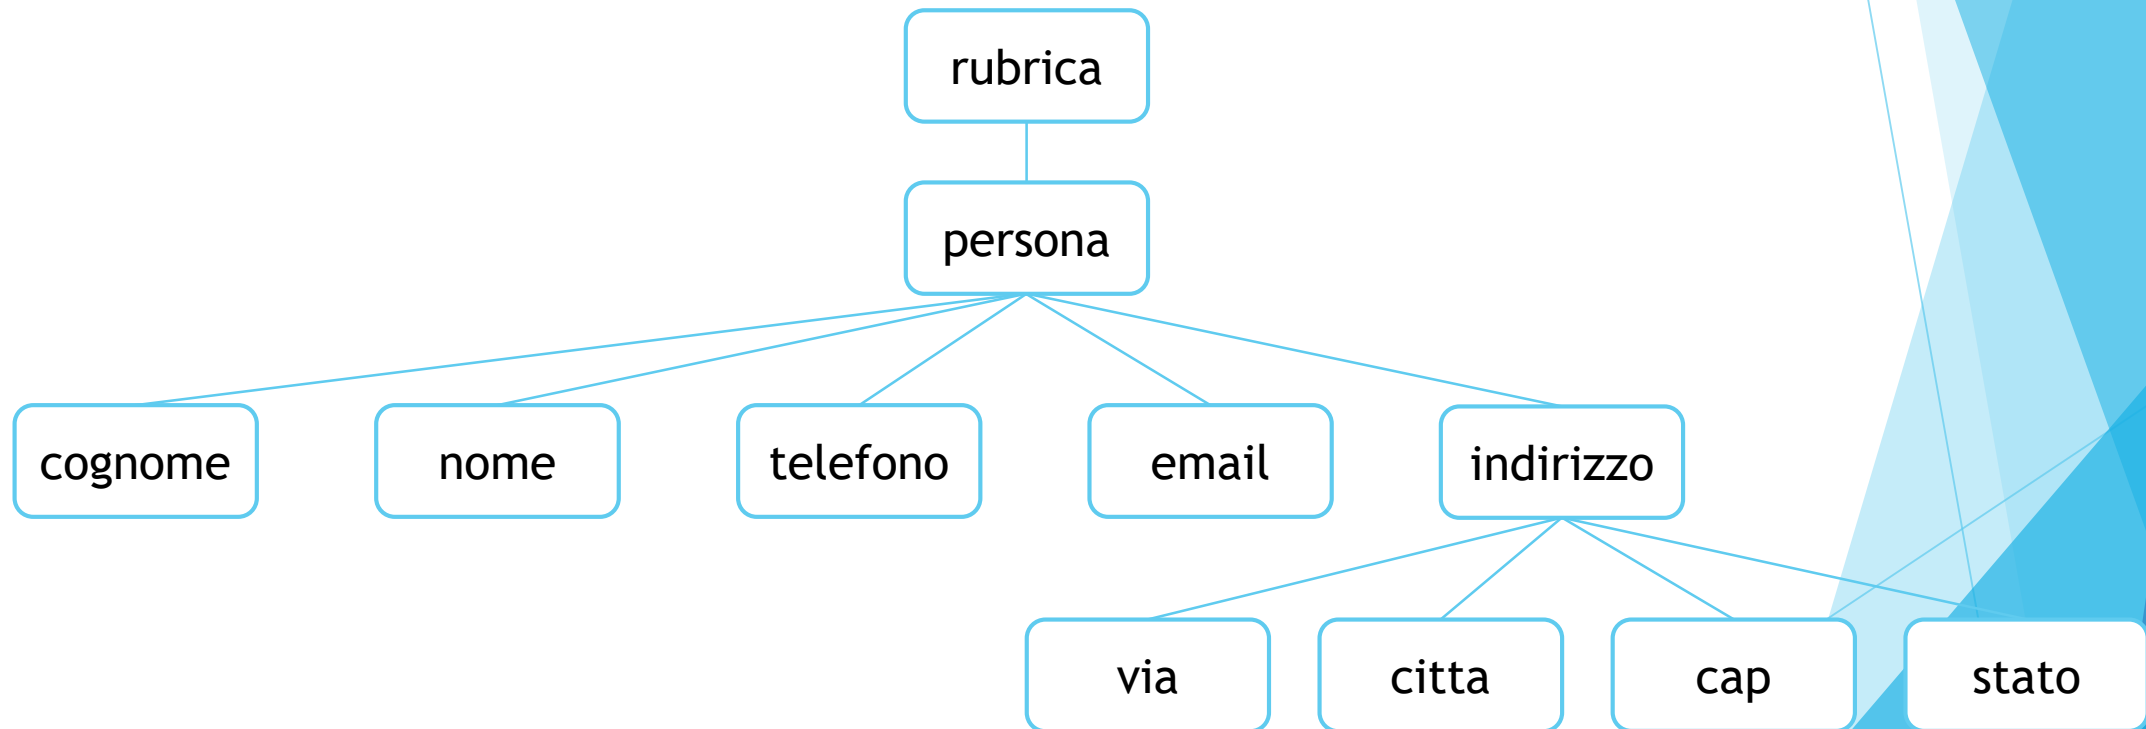 rubrica
persona
cognome
nome
telefono
email
indirizzo
via
citta
cap
stato